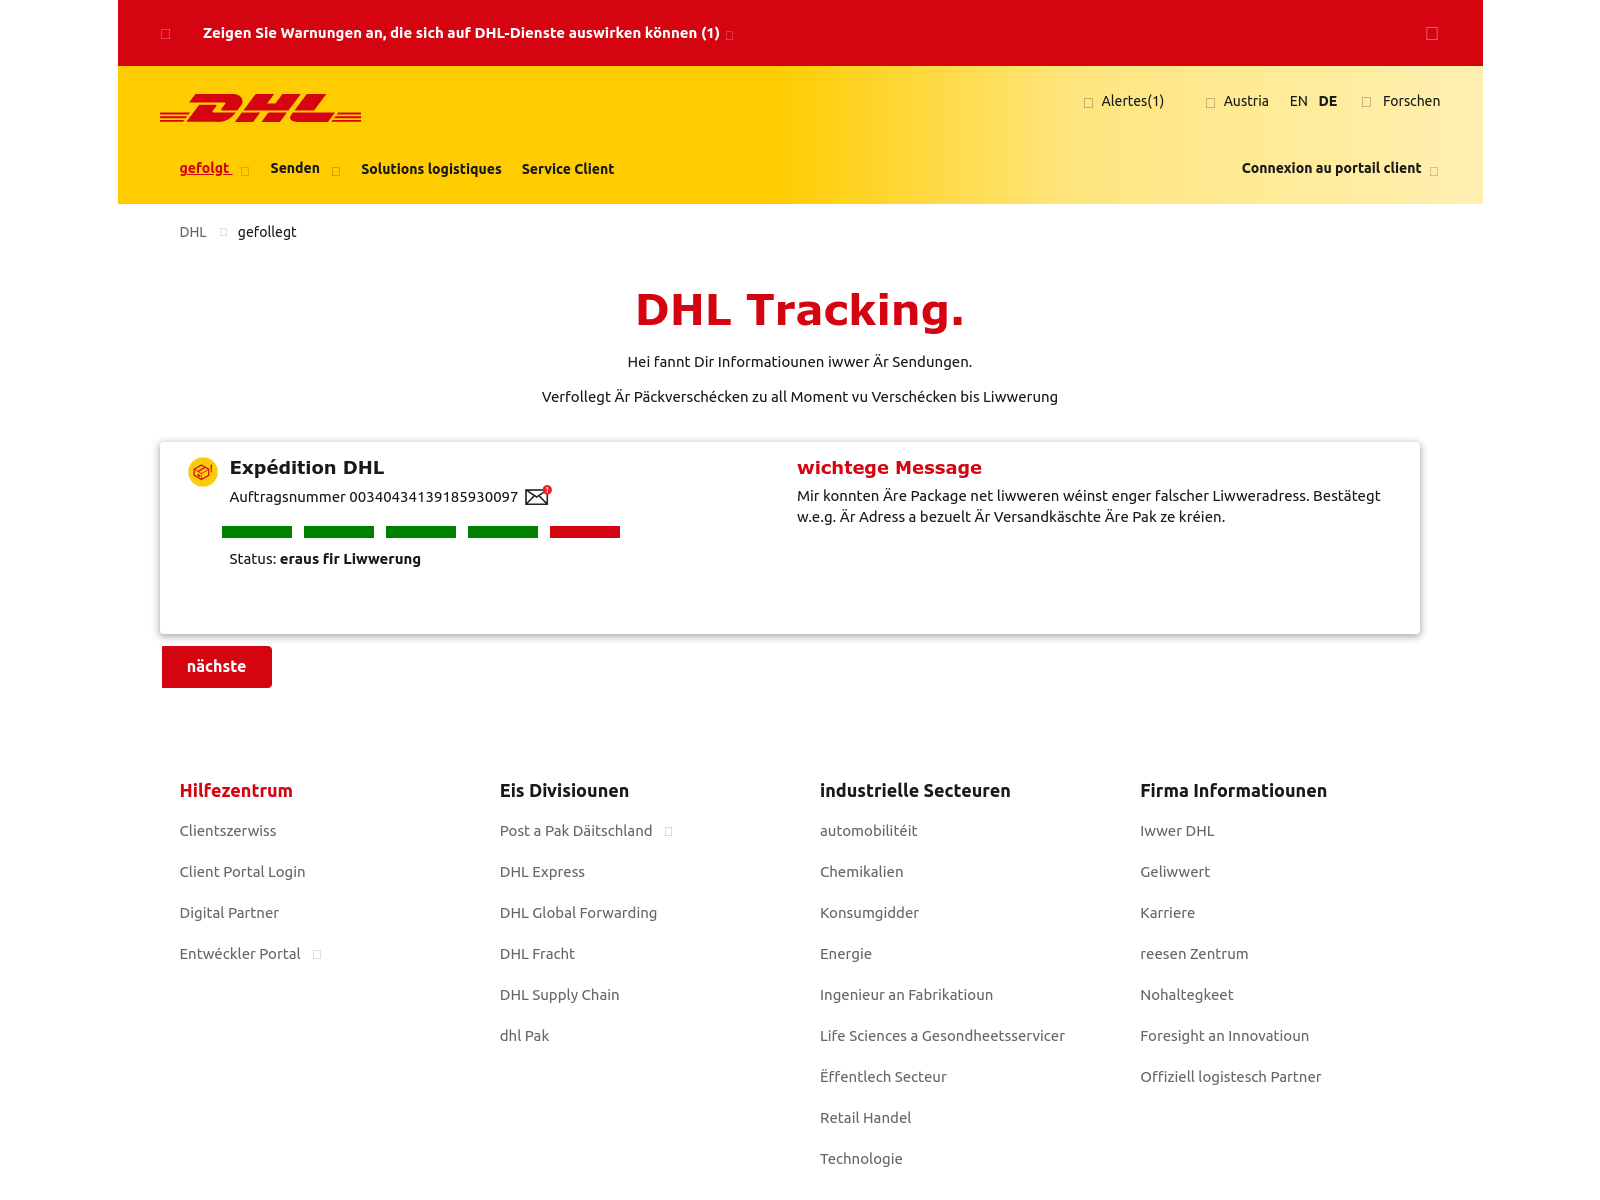 Zeigen Sie Warnungen an, die sich auf DHL-Dienste auswirken können (1)
DHL
Alertes(1)
Austria
EN
DE
Forschen
gefolgt
Senden
Solutions logistiques
Service Client
Connexion au portail client
DHL
gefollegt
DHL Tracking.
Hei fannt Dir Informatiounen iwwer Är Sendungen.
Verfollegt Är Päckverschécken zu all Moment vu Verschécken bis Liwwerung
Expédition DHL
Auftragsnummer 00340434139185930097
Status: eraus fir Liwwerung
wichtege Message
Mir konnten Äre Package net liwweren wéinst enger falscher Liwweradress. Bestätegt
w.e.g. Är Adress a bezuelt Är Versandkäschte Äre Pak ze kréien.
nächste
Hilfezentrum
Clientszerwiss
Client Portal Login
Digital Partner
Entwéckler Portal
Eis Divisiounen
Post a Pak Däitschland
DHL Express
DHL Global Forwarding
DHL Fracht
DHL Supply Chain
dhl Pak
industrielle Secteuren
automobilitéit
Chemikalien
Konsumgidder
Energie
Ingenieur an Fabrikatioun
Life Sciences a Gesondheetsservicer
Ëffentlech Secteur
Retail Handel
Technologie
Firma Informatiounen
Iwwer DHL
Geliwwert
Karriere
reesen Zentrum
Nohaltegkeet
Foresight an Innovatioun
Offiziell logistesch Partner